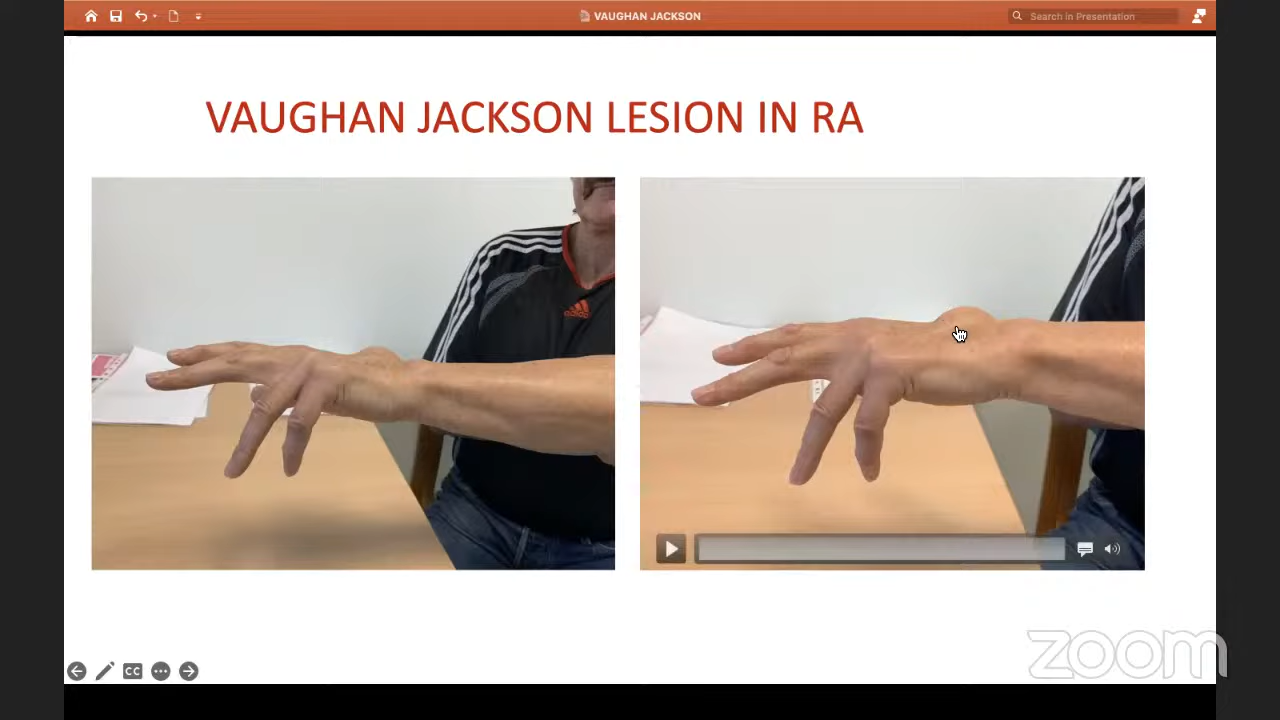 VAUGHAN JACKSON
Search in Presentation
VAUGHAN JACKSON LESION IN RA
adidas
CC
zoom